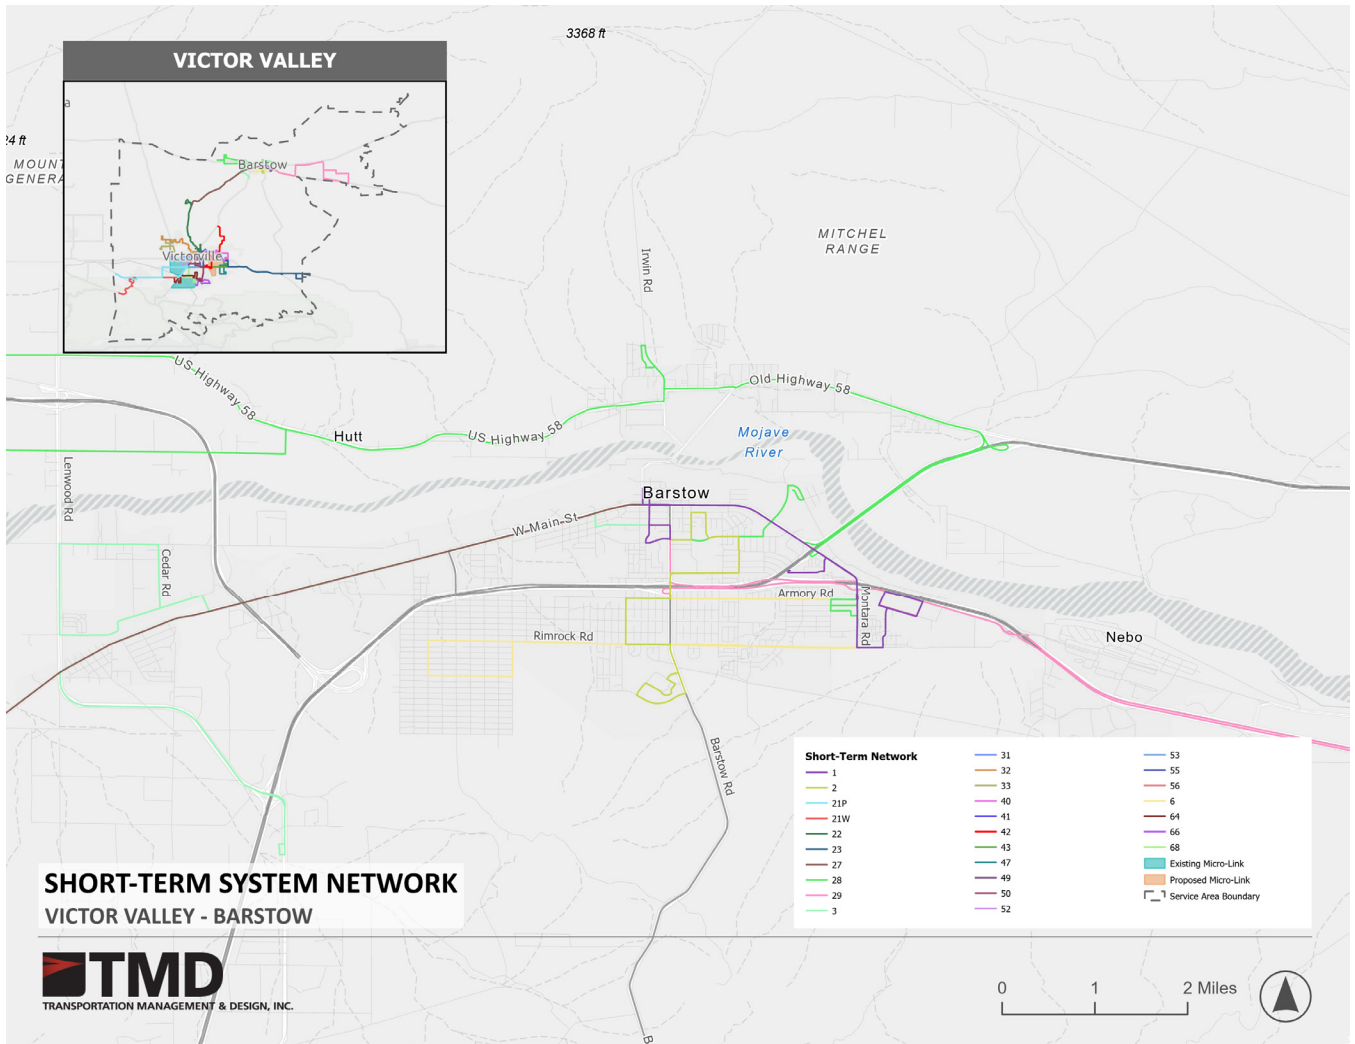 3368 ft
VICTOR VALLEY
a
24 ft
MOUNT
GENERA
Barstow
Victorville
MITCHEL
RANGE
Irwin Rd
US Highway 58
Old Highway 58
Hutt
US Highway 58
Mojave
River
Lenwood Rd
Barstow
W Main St
Cedar Rd
Armory Rd
Montara Rd
Rimrock Rd
Nebo
Barstow Rd
Short-Term Network
1
2
21P
21W
22
23
27
28
29
3
31
32
33
40
41
42
43
47
49
50
52
53
55
56
6
64
66
68
Existing Micro-Link
Proposed Micro-Link
Service Area Boundary
SHORT-TERM SYSTEM NETWORK
VICTOR VALLEY - BARSTOW
TMD
TRANSPORTATION MANAGEMENT & DESIGN, INC.
0 1 2 Miles
B